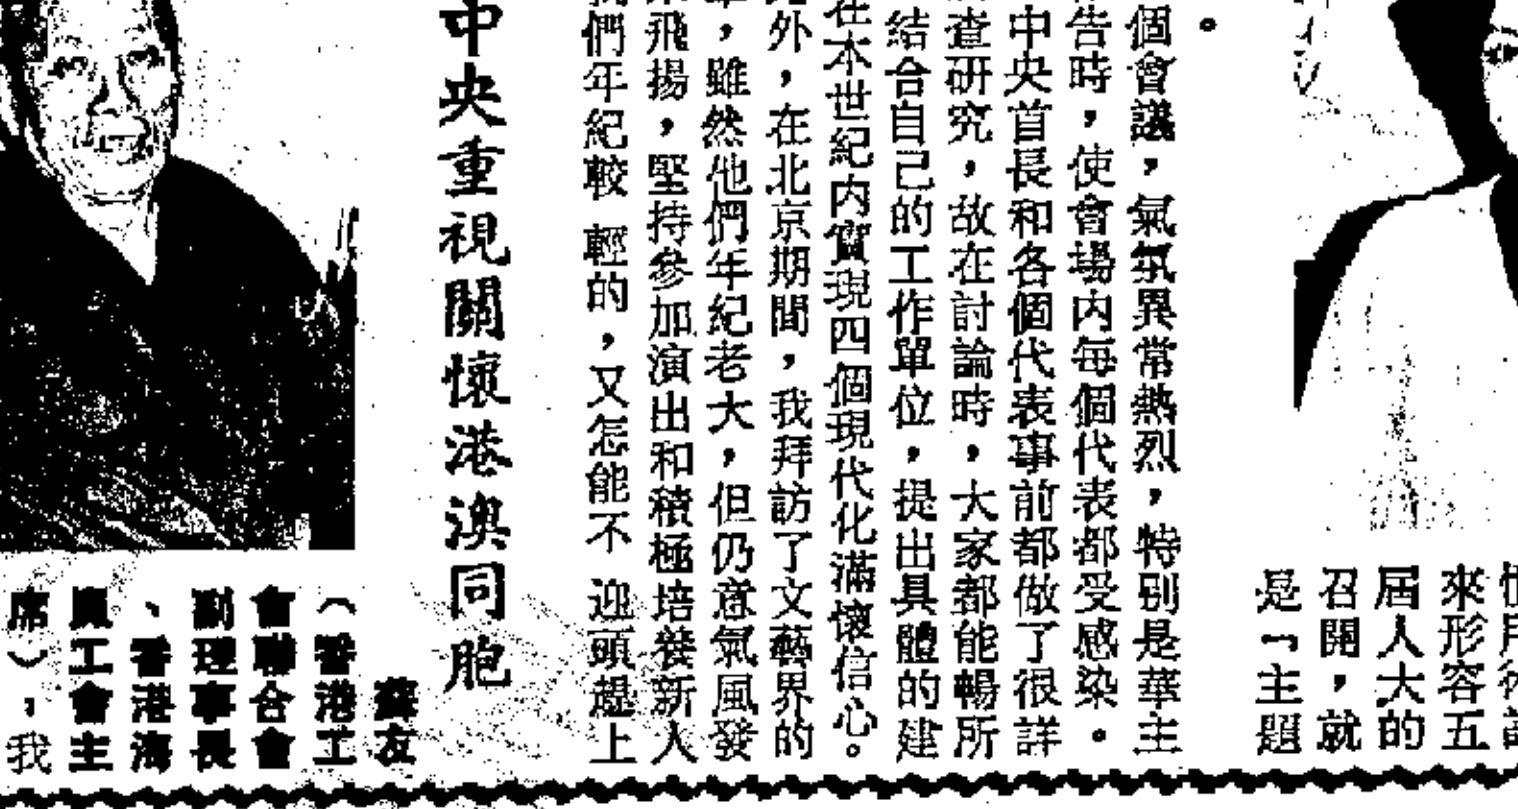 來形容五
屆人大的
召開，就
是「主題
。
個會議，氣氛異常熱烈，特別是華主
告時，使會場內每個代表都受感染。
中央首長和各個代表事前都做了很詳
查研究，故在討論時，大家都能暢所
結合自己的工作單位，提出具體的建
在本世紀內實現四個現代化滿懷信心。
外，在北京期間，我拜訪了文藝界的
，雖然他們年紀老大，但仍意氣風發
飛揚，堅持參加演出和積極培養新人
們年紀較輕的，又怎能不迎頭趕上
中央重視關懷港澳同胞
蘇友
（香港工
會聯合會
副理事長
、香港海
員工會主
席），我